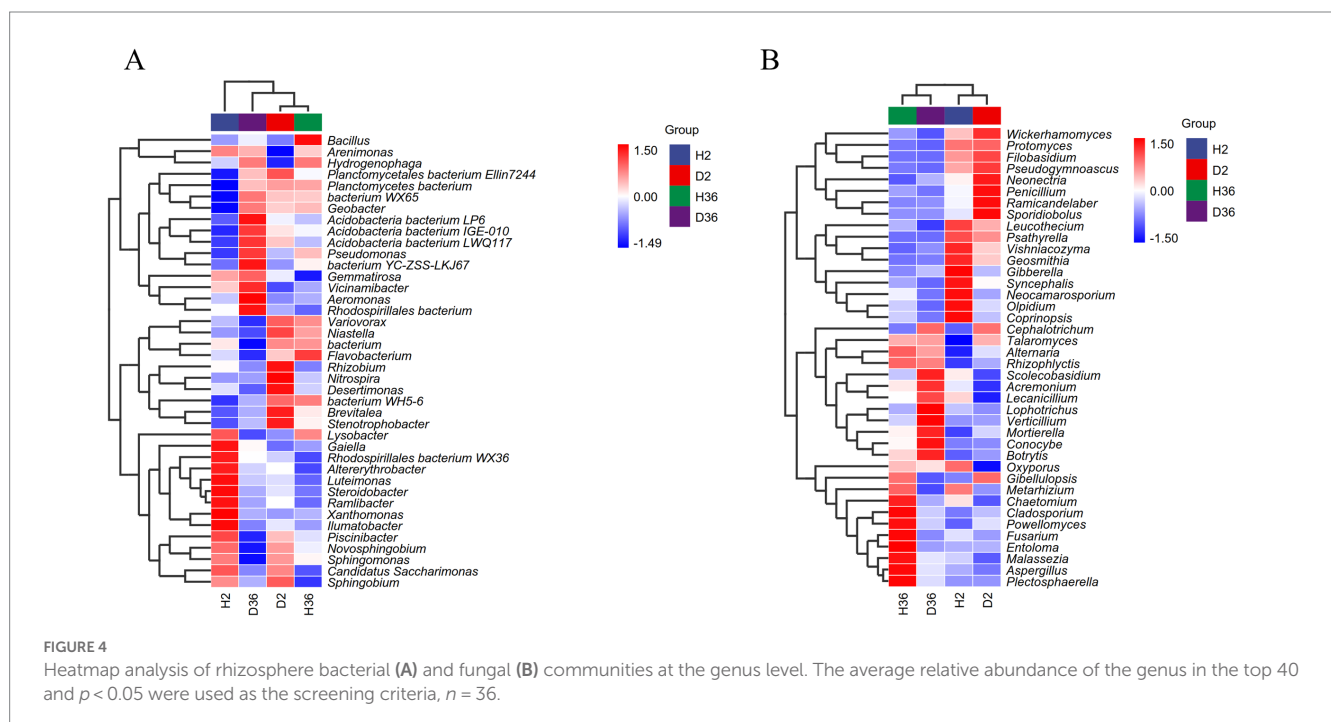 A
Bacillus
Arenimonas
Hydrogenophaga
Planctomycetales bacterium Ellin7244
Planctomycetes bacterium
bacterium WX65
Geobacter
Acidobacteria bacterium LP6
Acidobacteria bacterium IGE-010
Acidobacteria bacterium LWQ117
Pseudomonas
bacterium YC-ZSS-LKJ67
Gemmatirosa
Vicinamibacter
Aeromonas
Rhodospirillales bacterium
Variovorax
Niastella
bacterium
Flavobacterium
Rhizobium
Nitrospira
Desertimonas
bacterium WH5-6
Brevitalea
Stenotrophobacter
Lysobacter
Gaiella
Rhodospirillales bacterium WX36
Altererythrobacter
Luteimonas
Steroidobacter
Ramlibacter
Xanthomonas
Ilumatobacter
Piscinibacter
Novosphingobium
Sphingomonas
Candidatus Saccharimonas
Sphingobium
H2 D36 D2 H36
1.50
0.00
-1.49
Group
H2
D2
H36
D36
B
Wickerhamomyces
Protomyces
Filobasidium
Pseudogymnoascus
Neonectria
Penicillium
Ramicandelaber
Sporidiobolus
Leucothecium
Psathyrella
Vishniacozyma
Geosmithia
Gibberella
Syncephalis
Neocamarosporium
Olpidium
Coprinopsis
Cephalotrichum
Talaromyces
Alternaria
Rhizophlyctis
Scolecobasidium
Acremonium
Lecanicillium
Lophotrichus
Verticillium
Mortierella
Conocybe
Botrytis
Oxyporus
Gibellulopsis
Metarhizium
Chaetomium
Cladosporium
Powellomyces
Fusarium
Entoloma
Malassezia
Aspergillus
Plectosphaerella
H36 D36 H2 D2
1.50
0.00
-1.50
Group
H2
D2
H36
D36
FIGURE 4
Heatmap analysis of rhizosphere bacterial (A) and fungal (B) communities at the genus level. The average relative abundance of the genus in the top 40
and p < 0.05 were used as the screening criteria, n = 36.